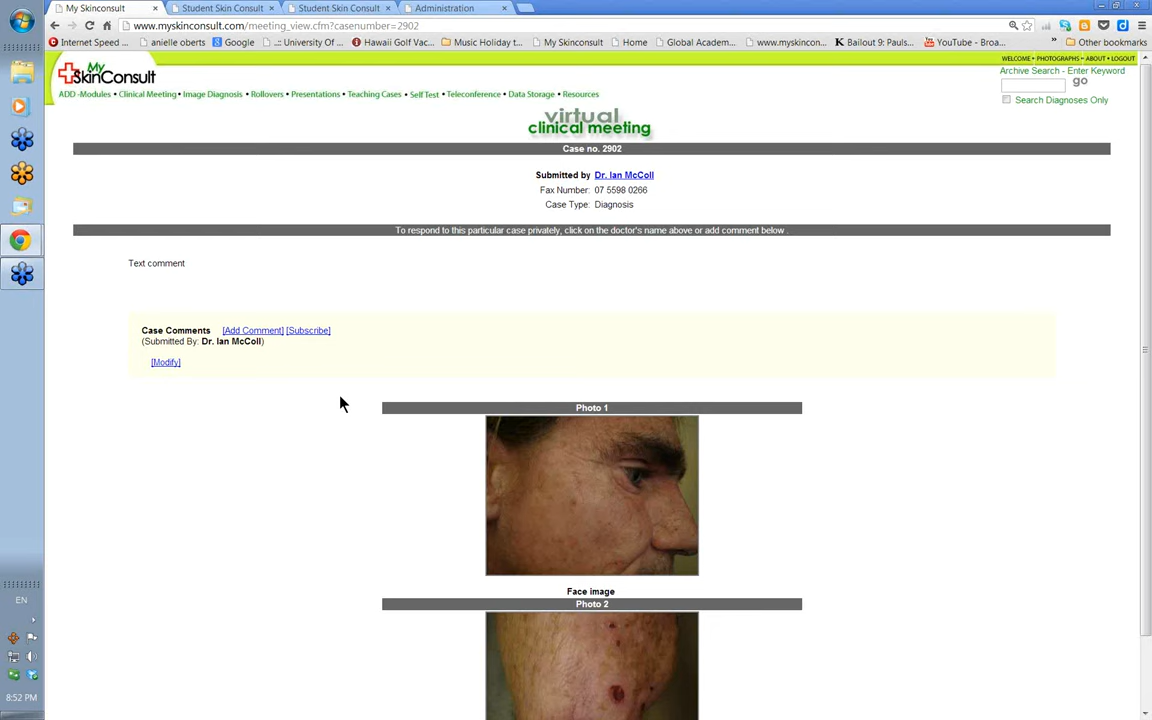 My Skinconsult
Student Skin Consult
Student Skin Consult
Administration
www.myskinconsult.com/meeting_view.cfm?casenumber=2902
Internet Speed ...
anielle oberts
Google
..:: University Of ...
Hawaii Golf Vac...
Music Holiday t...
My Skinconsult
Home
Global Academ...
www.myskincon...
Bailout 9: Pauls...
YouTube - Broa...
»
Other bookmarks
WELCOME • PHOTOGRAPHS • ABOUT • LOGOUT
My
SkinConsult
Archive Search - Enter Keyword
go
Search Diagnoses Only
ADD -Modules • Clinical Meeting • Image Diagnosis • Rollovers • Presentations • Teaching Cases • Self Test • Teleconference • Data Storage • Resources
virtual
clinical meeting
Case no. 2902
Submitted by Dr. Ian McColl
Fax Number: 07 5598 0266
Case Type: Diagnosis
To respond to this particular case privately, click on the doctor's name above or add comment below .
Text comment
Case Comments [Add Comment] [Subscribe]
(Submitted By: Dr. Ian McColl)
[Modify]
Photo 1
Face image
Photo 2
EN
8:52 PM